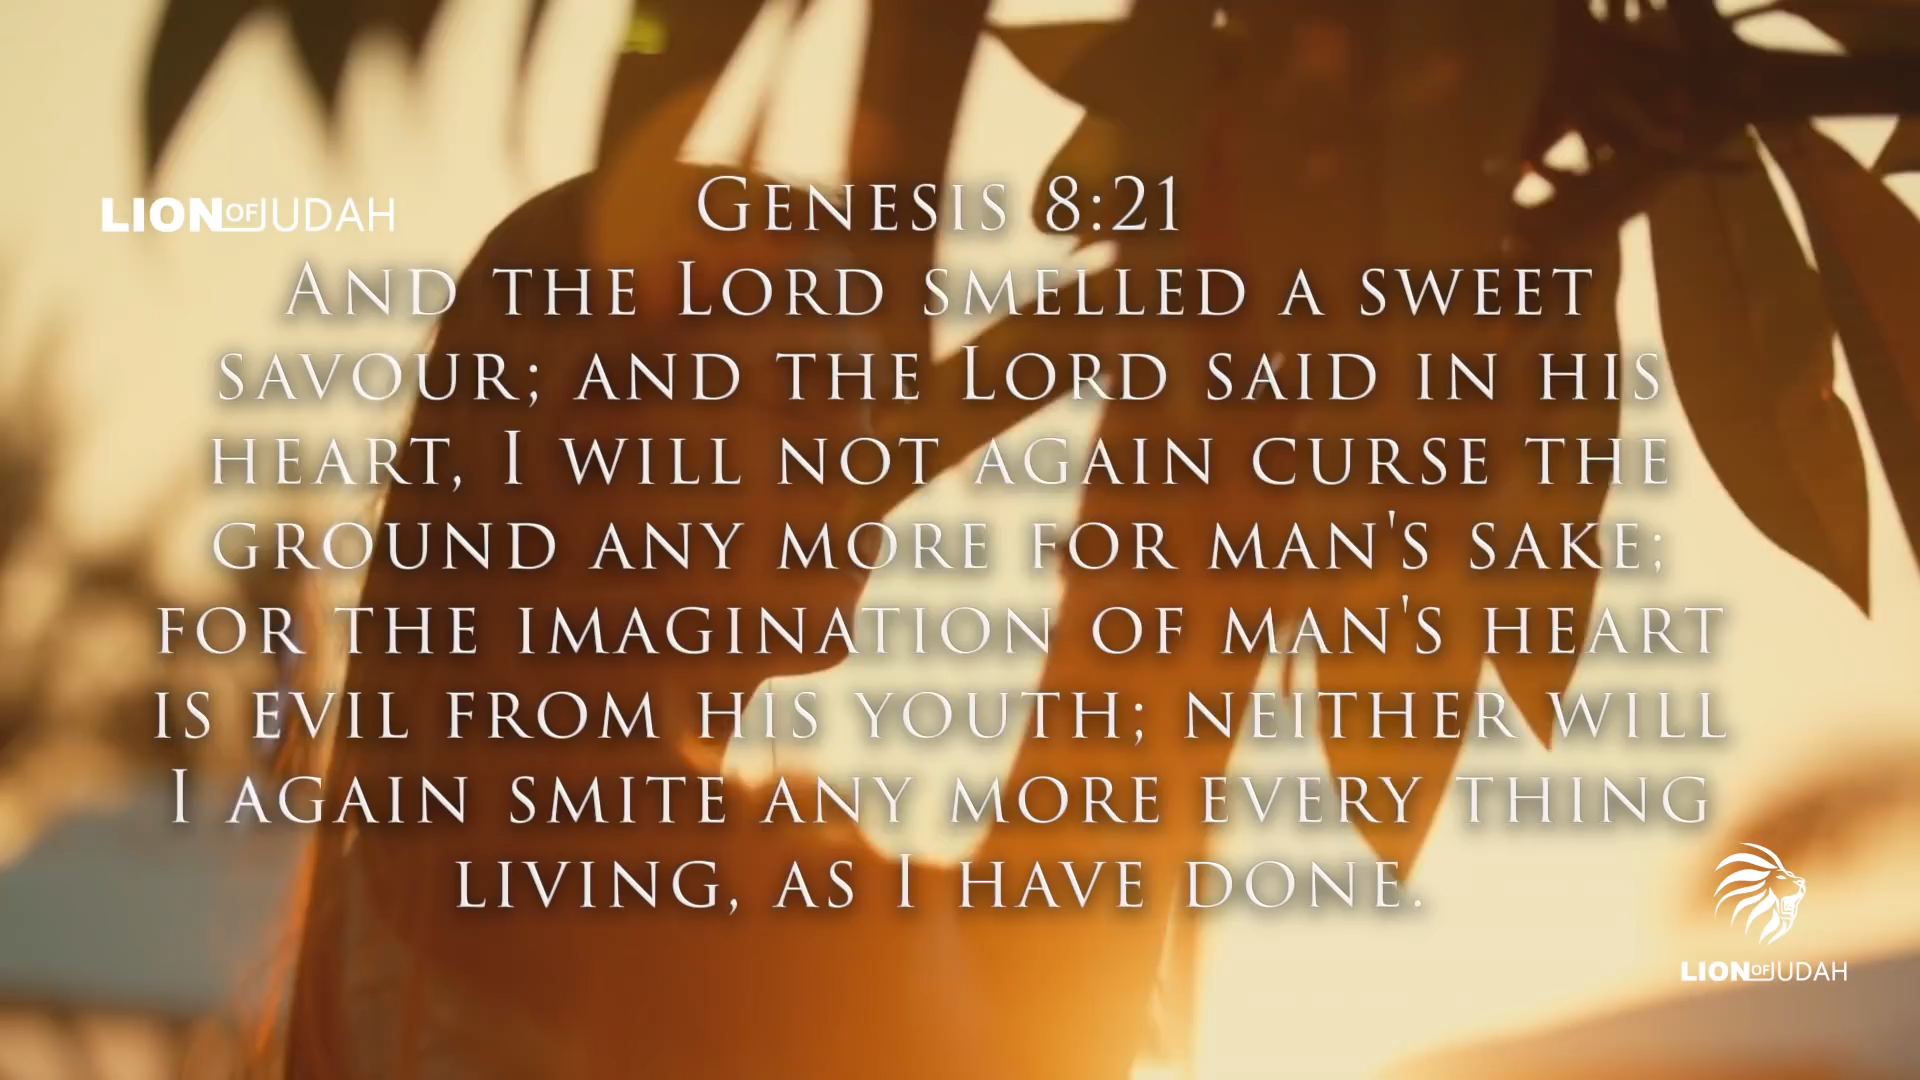 LION OF JUDAH
Genesis 8:21
And the Lord smelled a sweet
savour; and the Lord said in his
heart, I will not again curse the
ground any more for man's sake;
for the imagination of man's heart
is evil from his youth; neither will
I again smite any more every thing
living, as I have done.
LION OF JUDAH